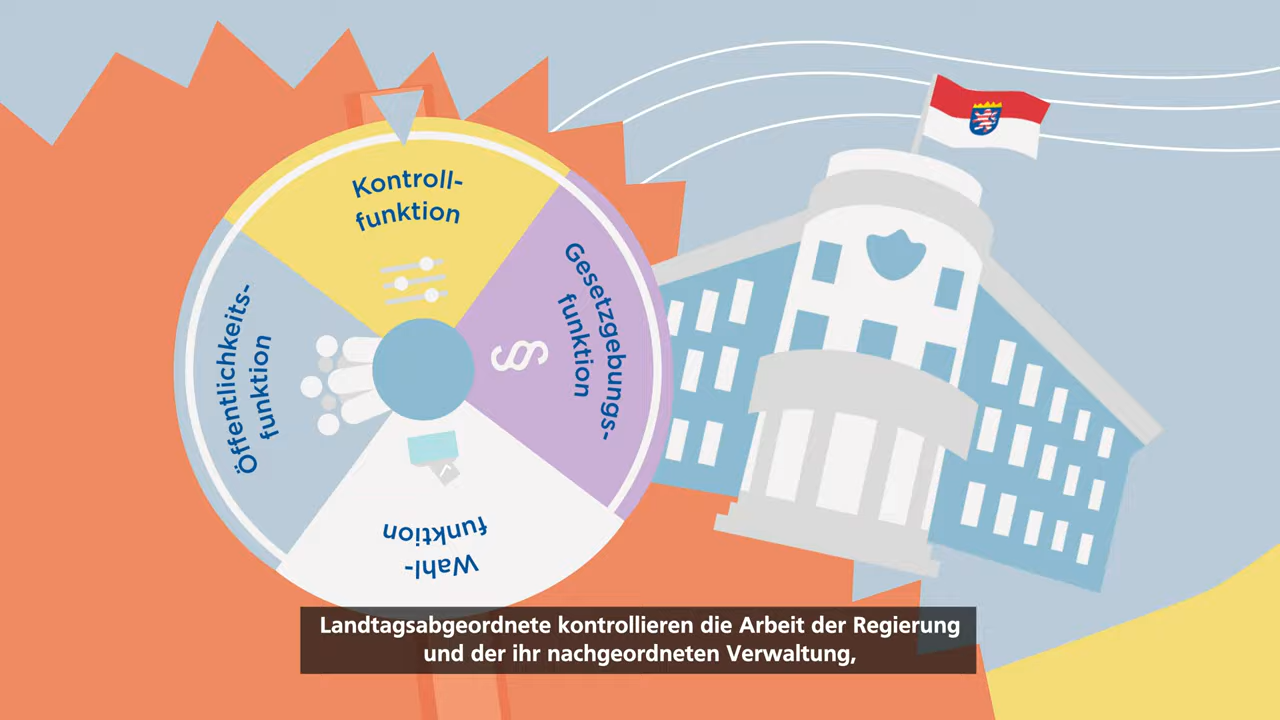 Kontroll-
funktion
Gesetzgebungs-
funktion
§
Öffentlichkeits-
funktion
Wahl-
funktion
Landtagsabgeordnete kontrollieren die Arbeit der Regierung
und der ihr nachgeordneten Verwaltung,